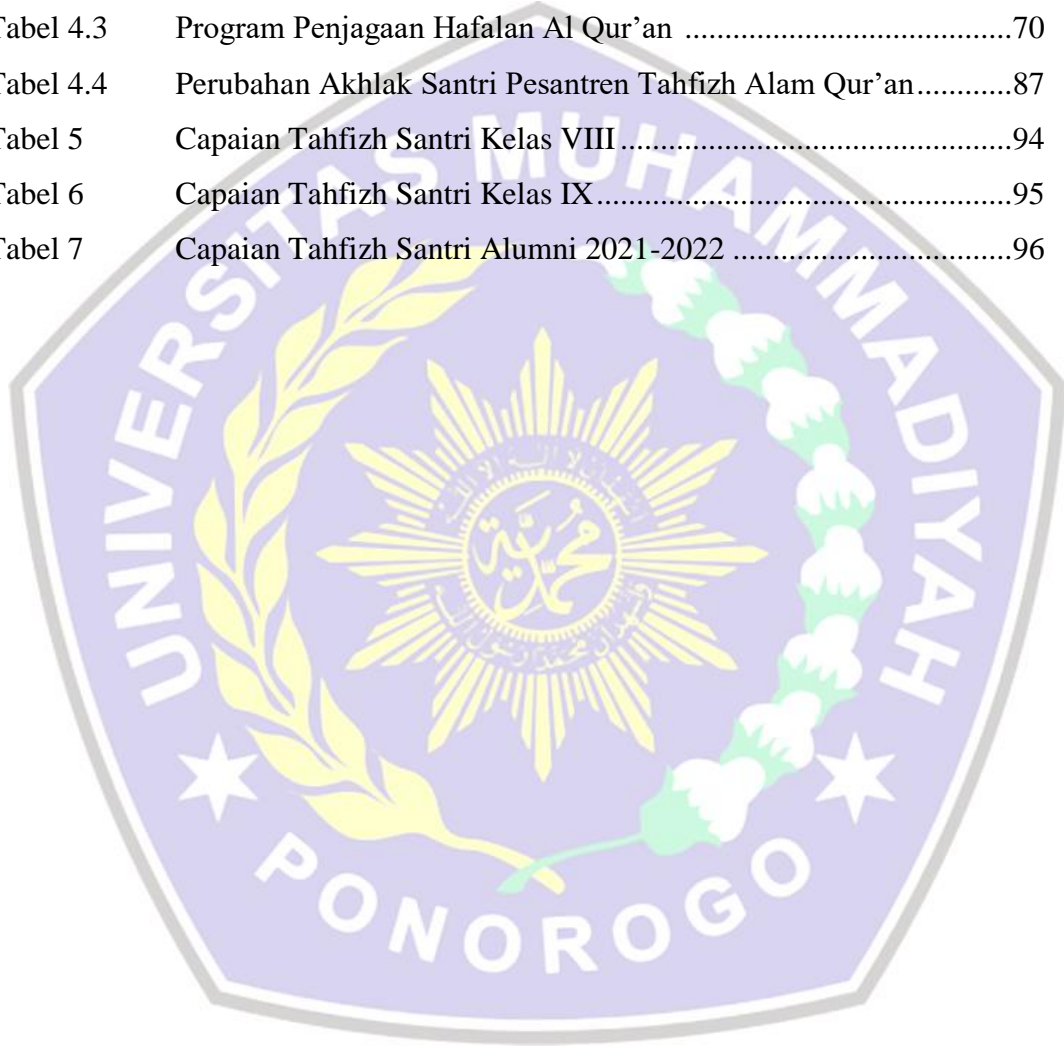 Tabel 4.3 Program Penjagaan Hafalan Al Qur’an ......................................70
Tabel 4.4 Perubahan Akhlak Santri Pesantren Tahfizh Alam Qur’an............87
Tabel 5 Capaian Tahfizh Santri Kelas VIII...............................................94
Tabel 6 Capaian Tahfizh Santri Kelas IX..................................................95
Tabel 7 Capaian Tahfizh Santri Alumni 2021-2022 .................................96
UNIVERSITAS MUHAMMADIYAH
محمدية
PONOROGO